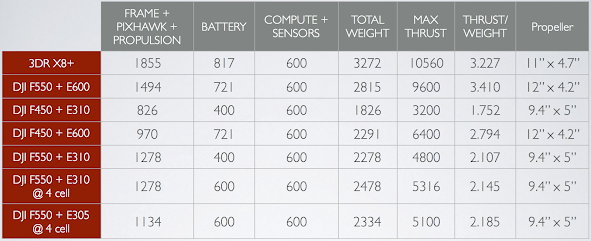 FRAME + PIXHAWK + PROPULSION BATTERY COMPUTE + SENSORS TOTAL WEIGHT MAX THRUST THRUST/ WEIGHT Propeller
3DR X8+ 1855 817 600 3272 10560 3.227 11" x 4.7"
DJI F550 + E600 1494 721 600 2815 9600 3.410 12" x 4.2"
DJI F450 + E310 826 400 600 1826 3200 1.752 9.4" x 5"
DJI F450 + E600 970 721 600 2291 6400 2.794 12" x 4.2"
DJI F550 + E310 1278 400 600 2278 4800 2.107 9.4" x 5"
DJI F550 + E310 @ 4 cell 1278 600 600 2478 5316 2.145 9.4" x 5"
DJI F550 + E305 @ 4 cell 1134 600 600 2334 5100 2.185 9.4" x 5"